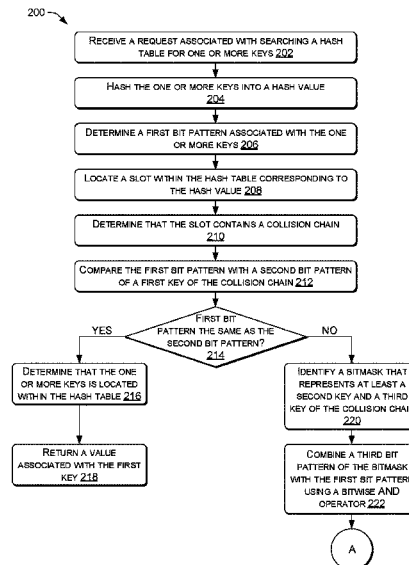 200
RECEIVE A REQUEST ASSOCIATED WITH SEARCHING A HASH
TABLE FOR ONE OR MORE KEYS 202
HASH THE ONE OR MORE KEYS INTO A HASH VALUE
204
DETERMINE A FIRST BIT PATTERN ASSOCIATED WITH THE ONE
OR MORE KEYS 206
LOCATE A SLOT WITHIN THE HASH TABLE CORRESPONDING TO
THE HASH VALUE 208
DETERMINE THAT THE SLOT CONTAINS A COLLISION CHAIN
210
COMPARE THE FIRST BIT PATTERN WITH A SECOND BIT PATTERN
OF A FIRST KEY OF THE COLLISION CHAIN 212
FIRST BIT
PATTERN THE SAME AS THE
SECOND BIT PATTERN?
214
YES
NO
DETERMINE THAT THE ONE
OR MORE KEYS IS LOCATED
WITHIN THE HASH TABLE 216
RETURN A VALUE
ASSOCIATED WITH THE FIRST
KEY 218
IDENTIFY A BITMASK THAT
REPRESENTS AT LEAST A
SECOND KEY AND A THIRD
KEY OF THE COLLISION CHAI
220
COMBINE A THIRD BIT
PATTERN OF THE BITMASK
WITH THE FIRST BIT PATTERN
USING A BITWISE AND
OPERATOR 222
A